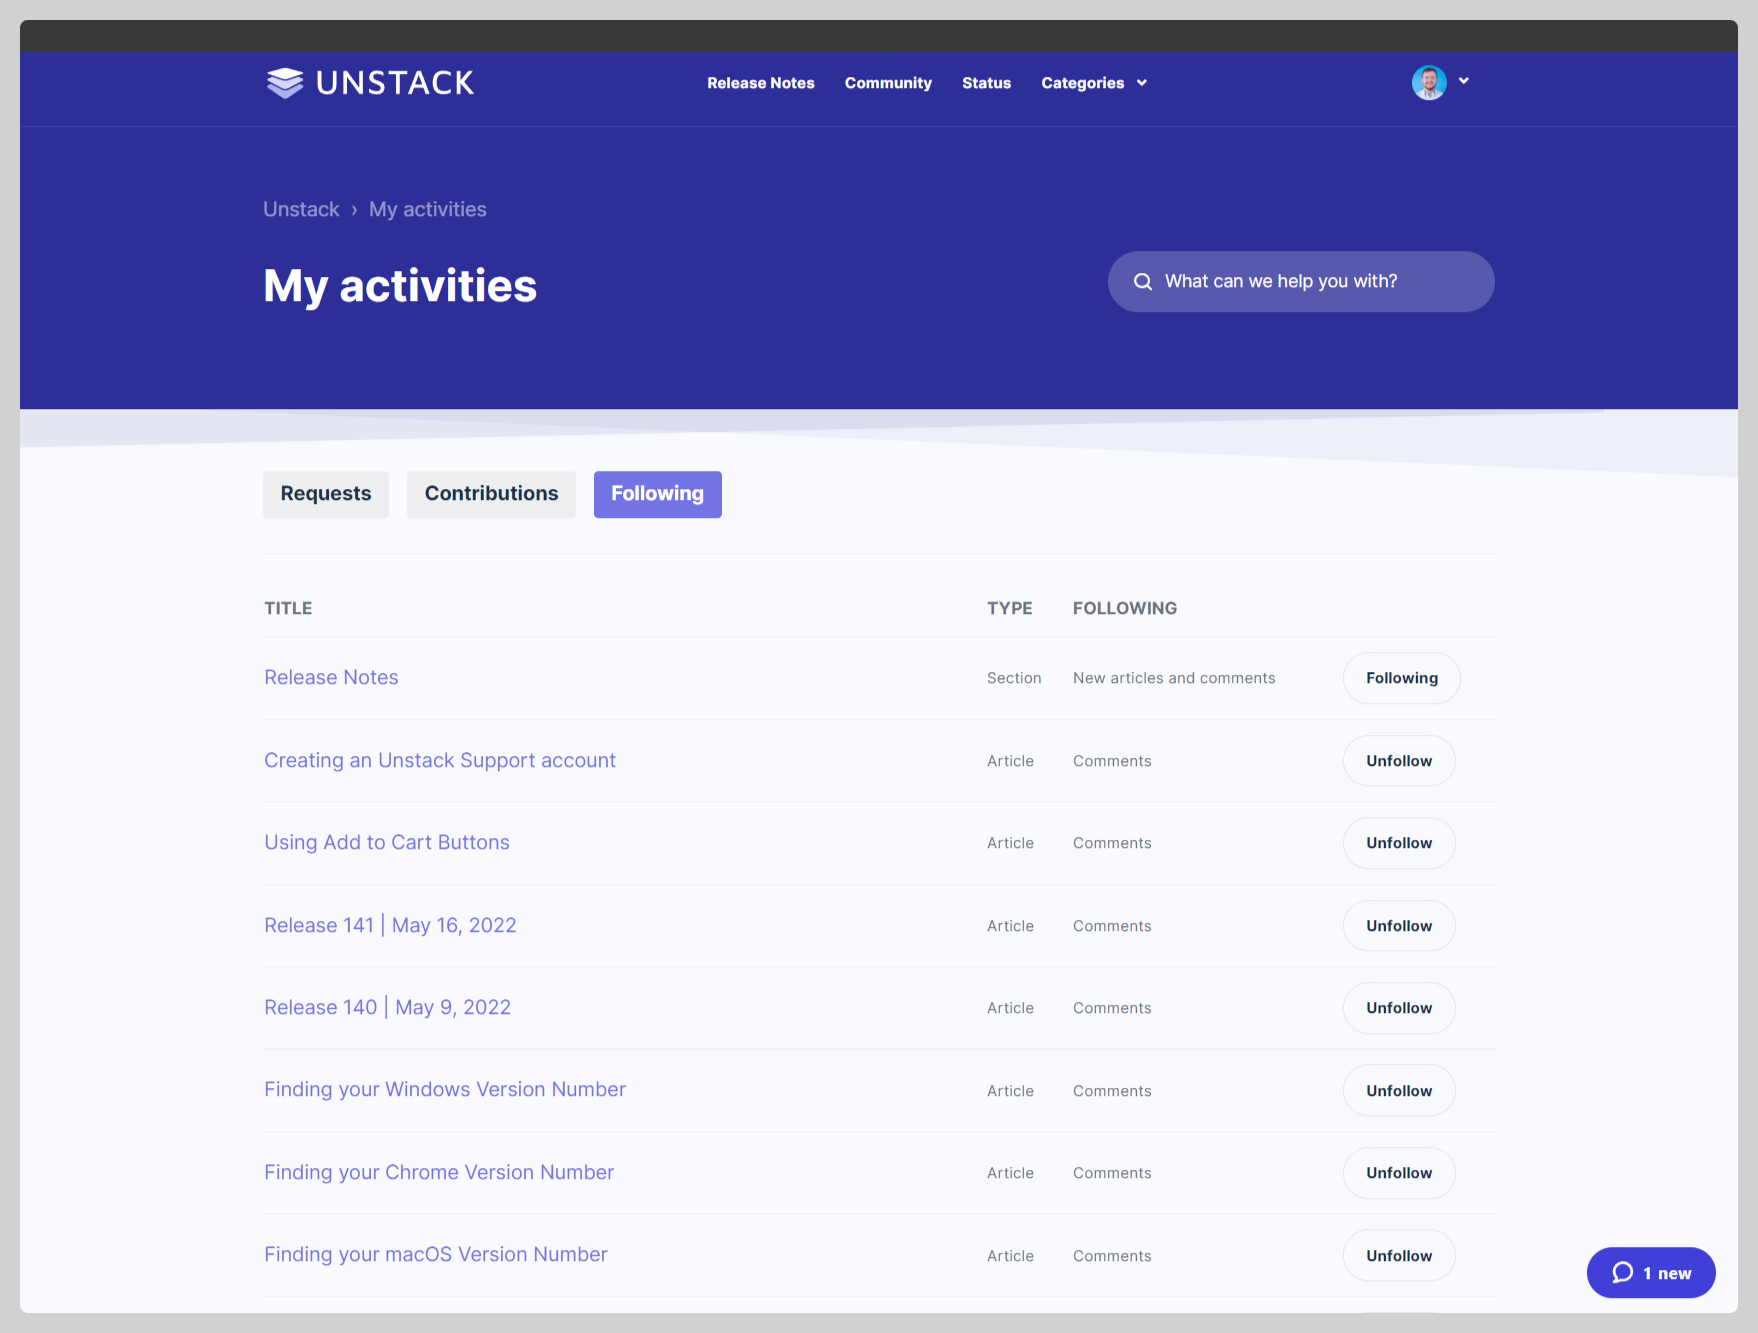 UNSTACK
Release Notes Community Status Categories
Unstack › My activities
My activities
What can we help you with?
Requests Contributions Following
TITLE TYPE FOLLOWING
Release Notes Section New articles and comments Following
Creating an Unstack Support account Article Comments Unfollow
Using Add to Cart Buttons Article Comments Unfollow
Release 141 | May 16, 2022 Article Comments Unfollow
Release 140 | May 9, 2022 Article Comments Unfollow
Finding your Windows Version Number Article Comments Unfollow
Finding your Chrome Version Number Article Comments Unfollow
Finding your macOS Version Number Article Comments Unfollow
1 new